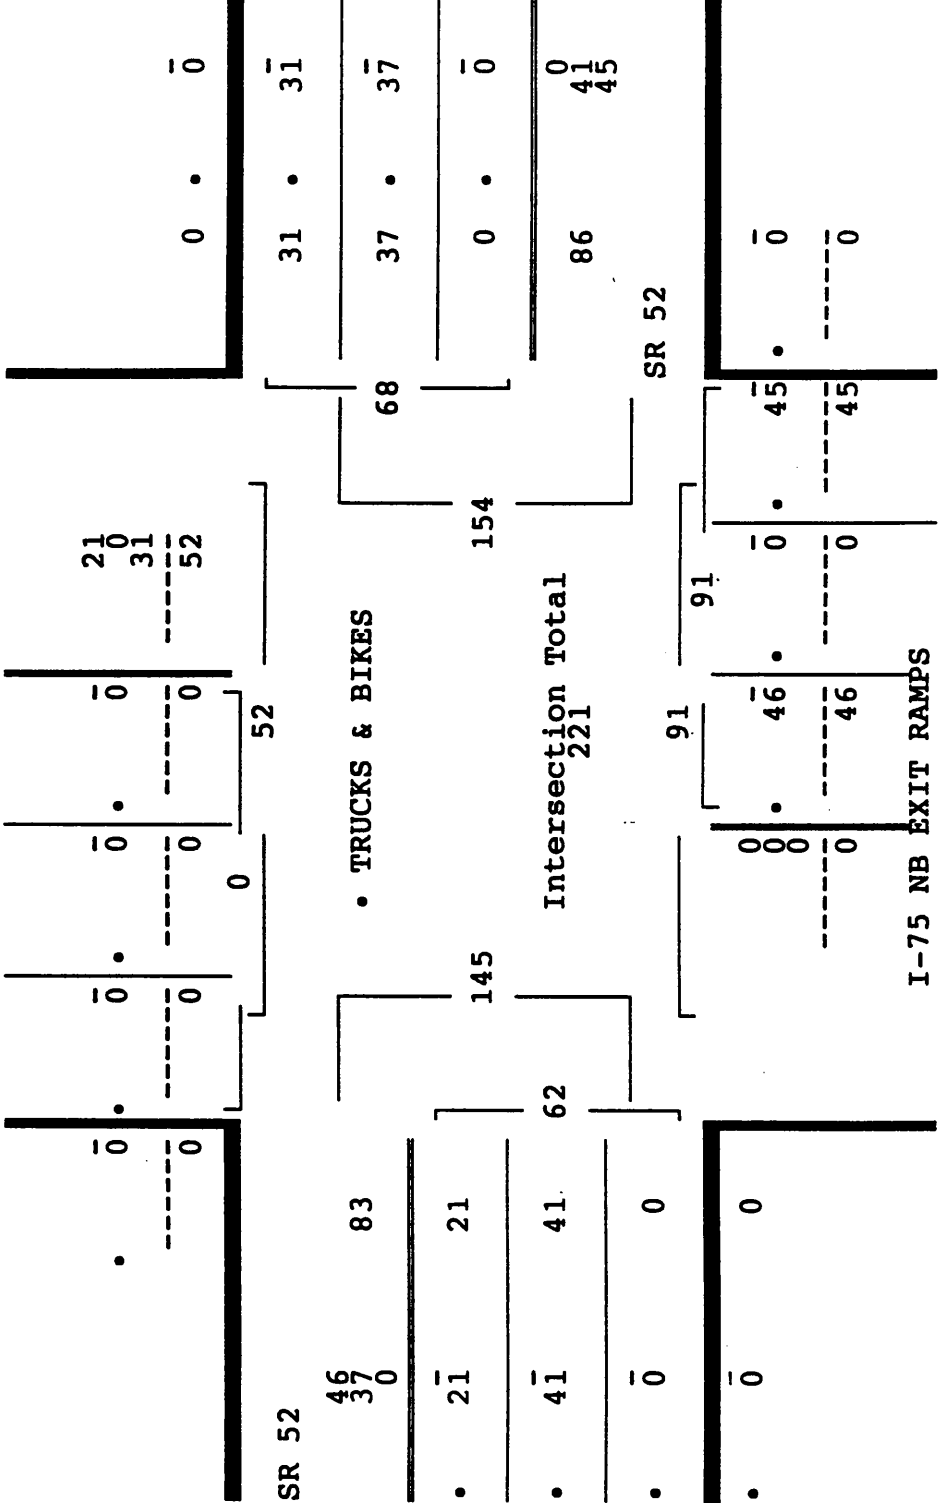 21
• 0 • 0 • 0 • 0 0
31
-------- -------- -------- -------- --------
0 0 0 0 52 0 • 0
0
52
SR 52 31 • 31
46
83 • TRUCKS & BIKES
37
0 68 37 • 37
• 21 21
145 154 0 • 0
• 41 41 62 Intersection Total 0
221 86 41
45
• 0 0 SR 52
91
91
• 0 0 0
0 • 46 • 0 • 45 • 0
0
-------- -------- -------- -------- --------
0 46 0 45 0
I-75 NB EXIT RAMPS